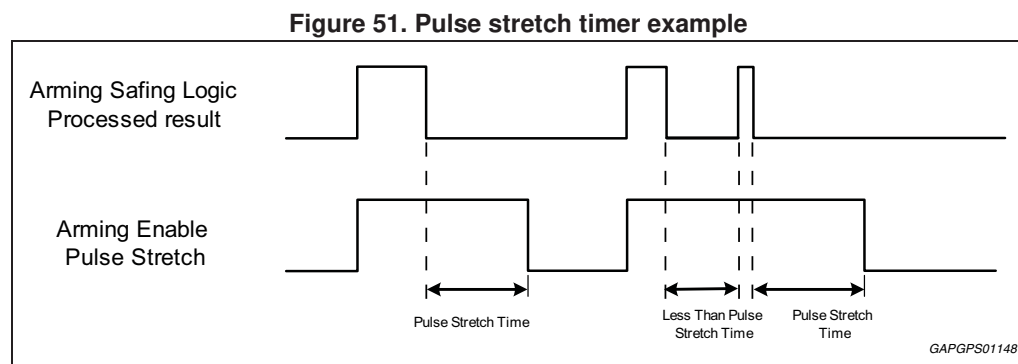 Figure 51. Pulse stretch timer example
Arming Safing Logic
Processed result
Arming Enable
Pulse Stretch
Pulse Stretch Time
Less Than Pulse
Stretch Time
Pulse Stretch
Time
GAPGPS01148